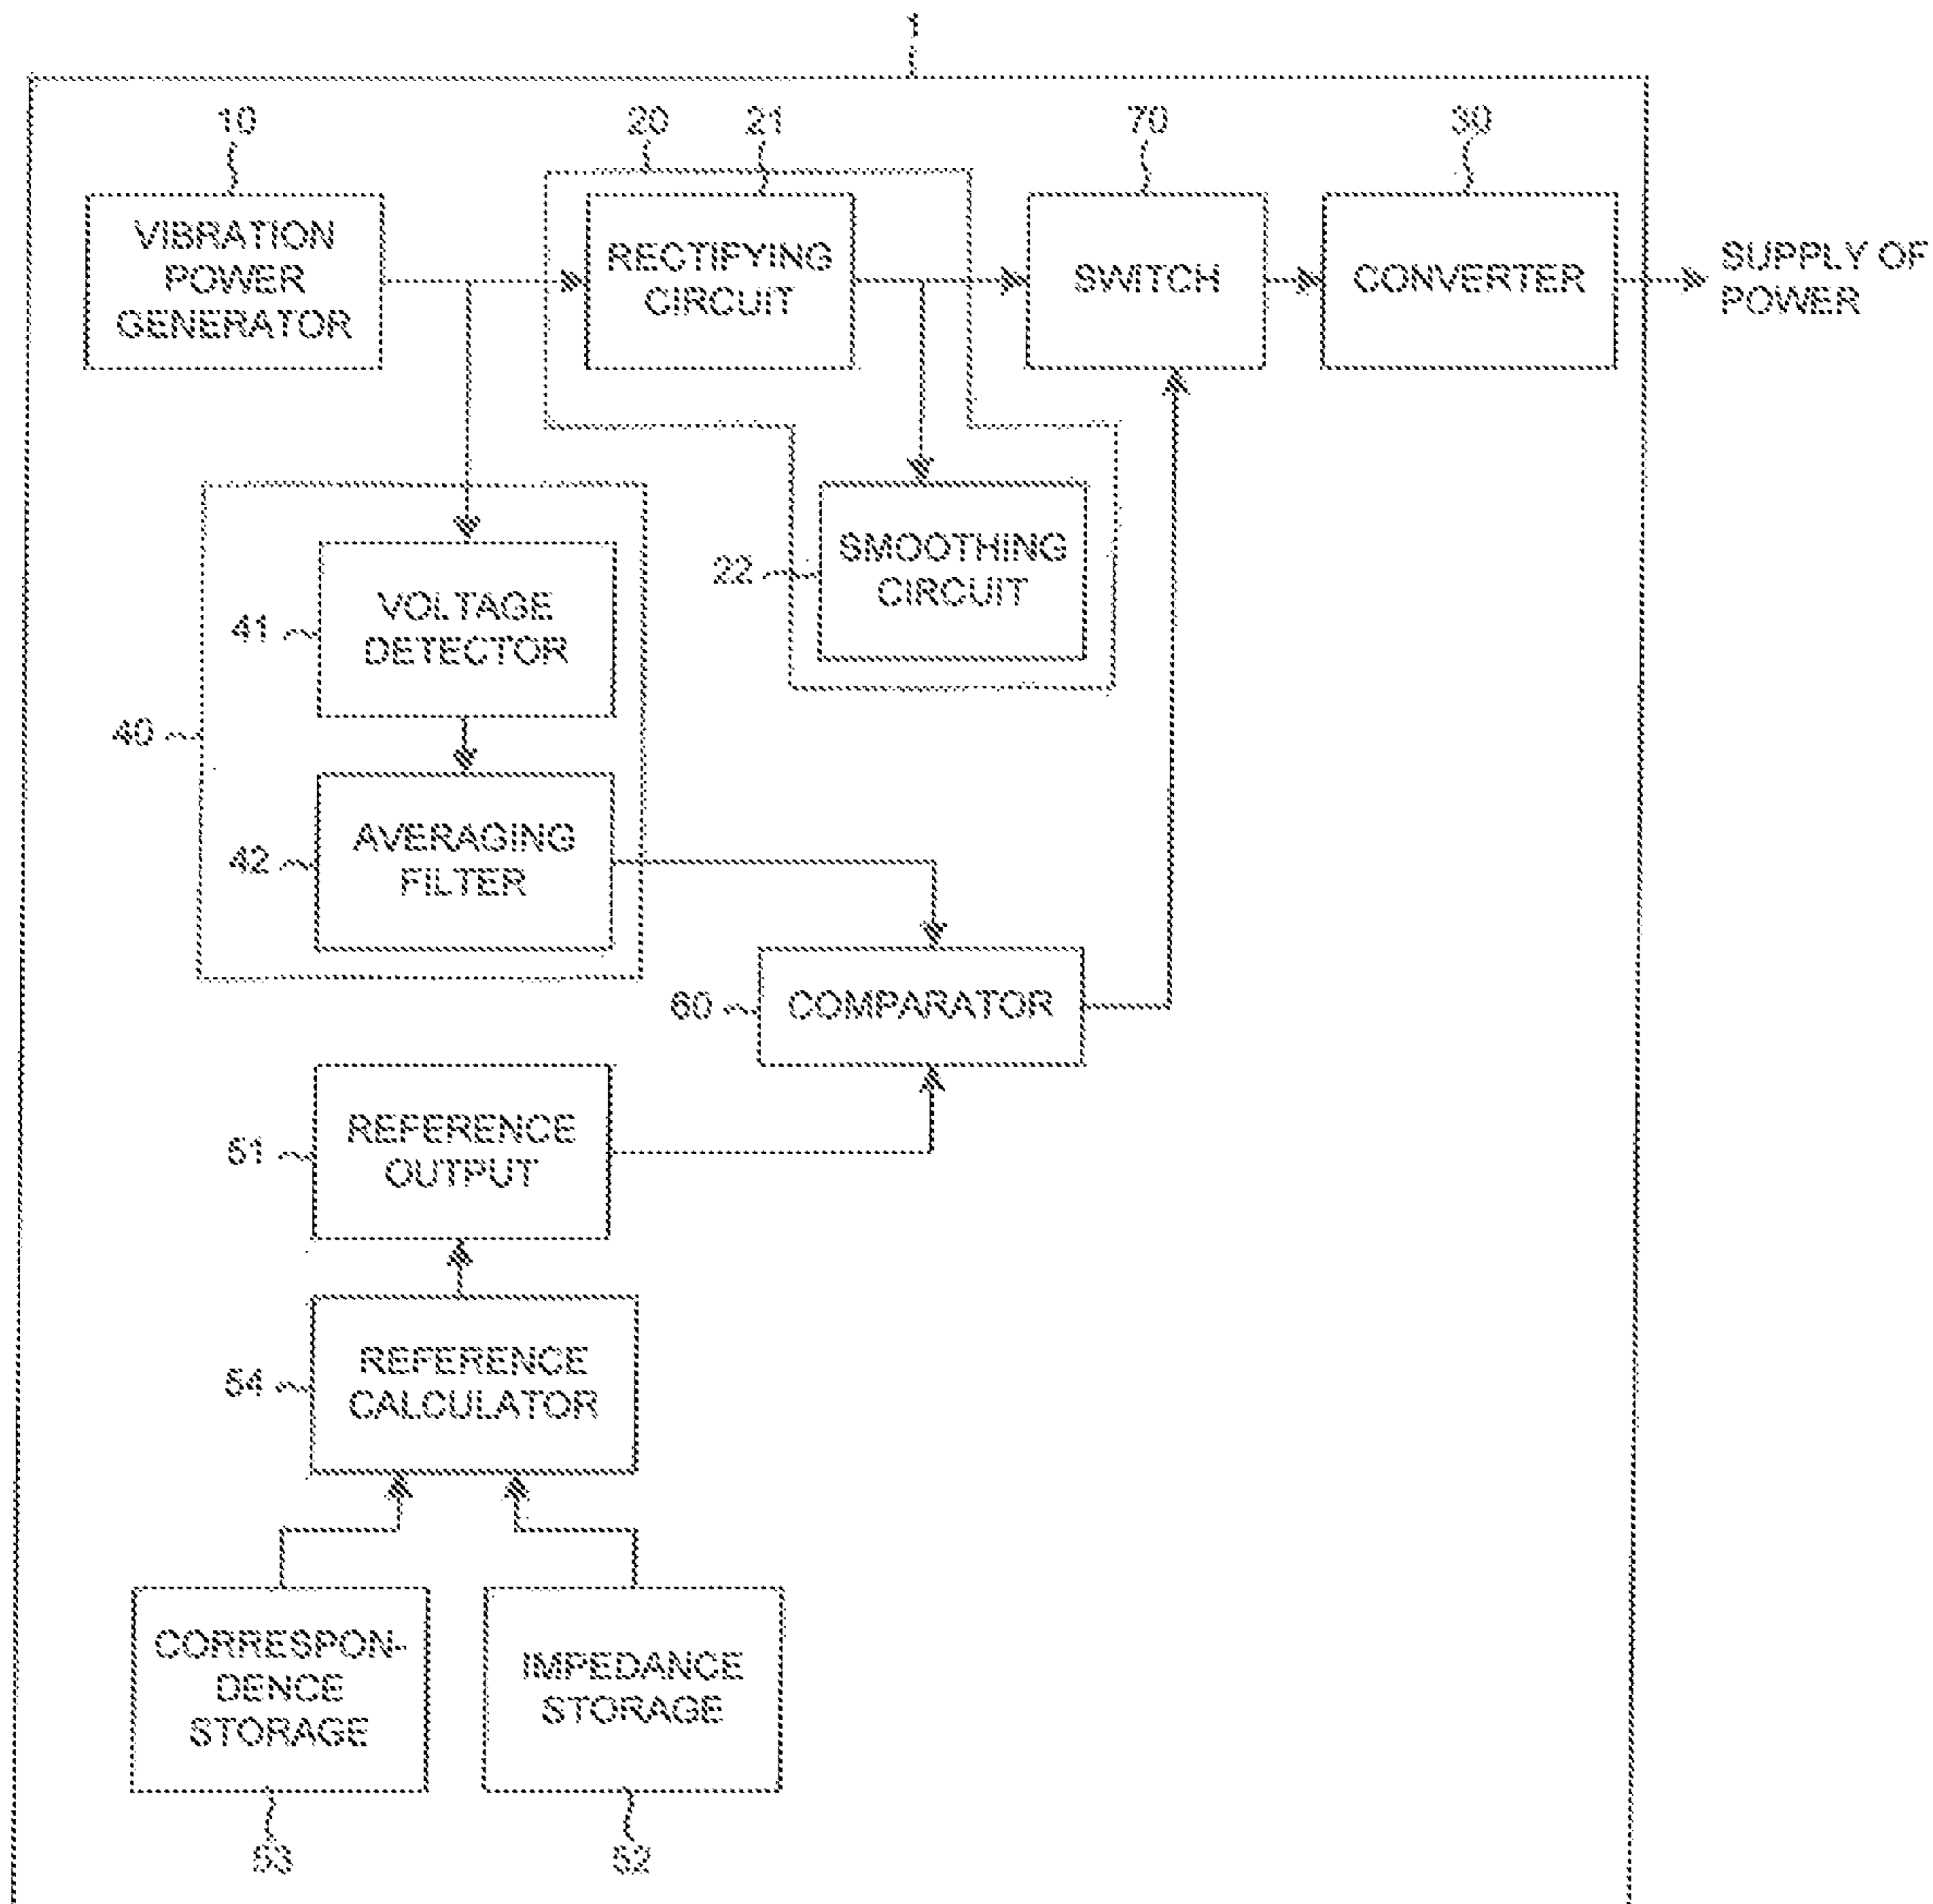 1
10
20
21
70
30
VIBRATION
POWER
GENERATOR
RECTIFYING
CIRCUIT
SWITCH
CONVERTER
SUPPLY OF
POWER
22
SMOOTHING
CIRCUIT
41
VOLTAGE
DETECTOR
40
42
AVERAGING
FILTER
60
COMPARATOR
51
REFERENCE
OUTPUT
54
REFERENCE
CALCULATOR
CORRESPON-
DENCE
STORAGE
IMPEDANCE
STORAGE
53
52